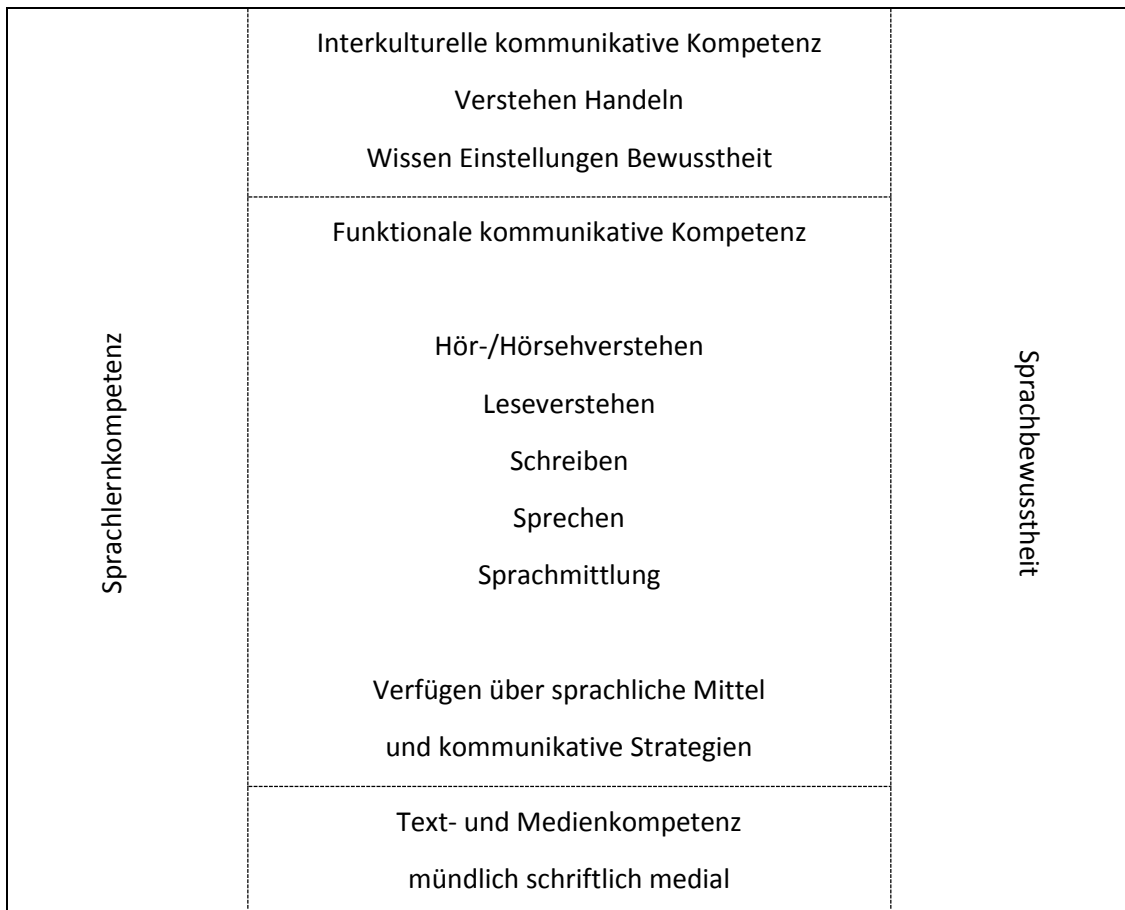 Sprachlernkompetenz
Interkulturelle kommunikative Kompetenz
Verstehen Handeln
Wissen Einstellungen Bewusstheit
Funktionale kommunikative Kompetenz
Hör-/Hörsehverstehen
Leseverstehen
Schreiben
Sprechen
Sprachmittlung
Verfügen über sprachliche Mittel
und kommunikative Strategien
Text- und Medienkompetenz
mündlich schriftlich medial
Sprachbewusstheit